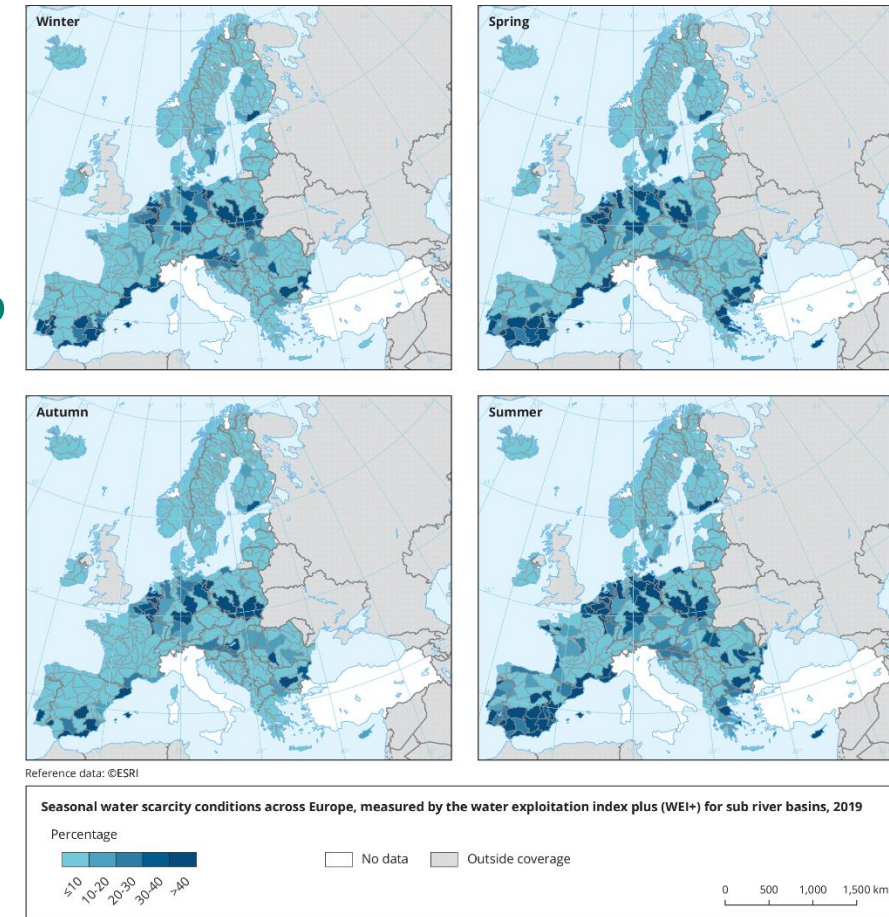 Winter
Spring
Autumn
Summer
Reference data: ©ESRI
Seasonal water scarcity conditions across Europe, measured by the water exploitation index plus (WEI+) for sub river basins, 2019
Percentage
≤10
10-20
20-30
30-40
>40
No data
Outside coverage
0 500 1,000 1,500 km